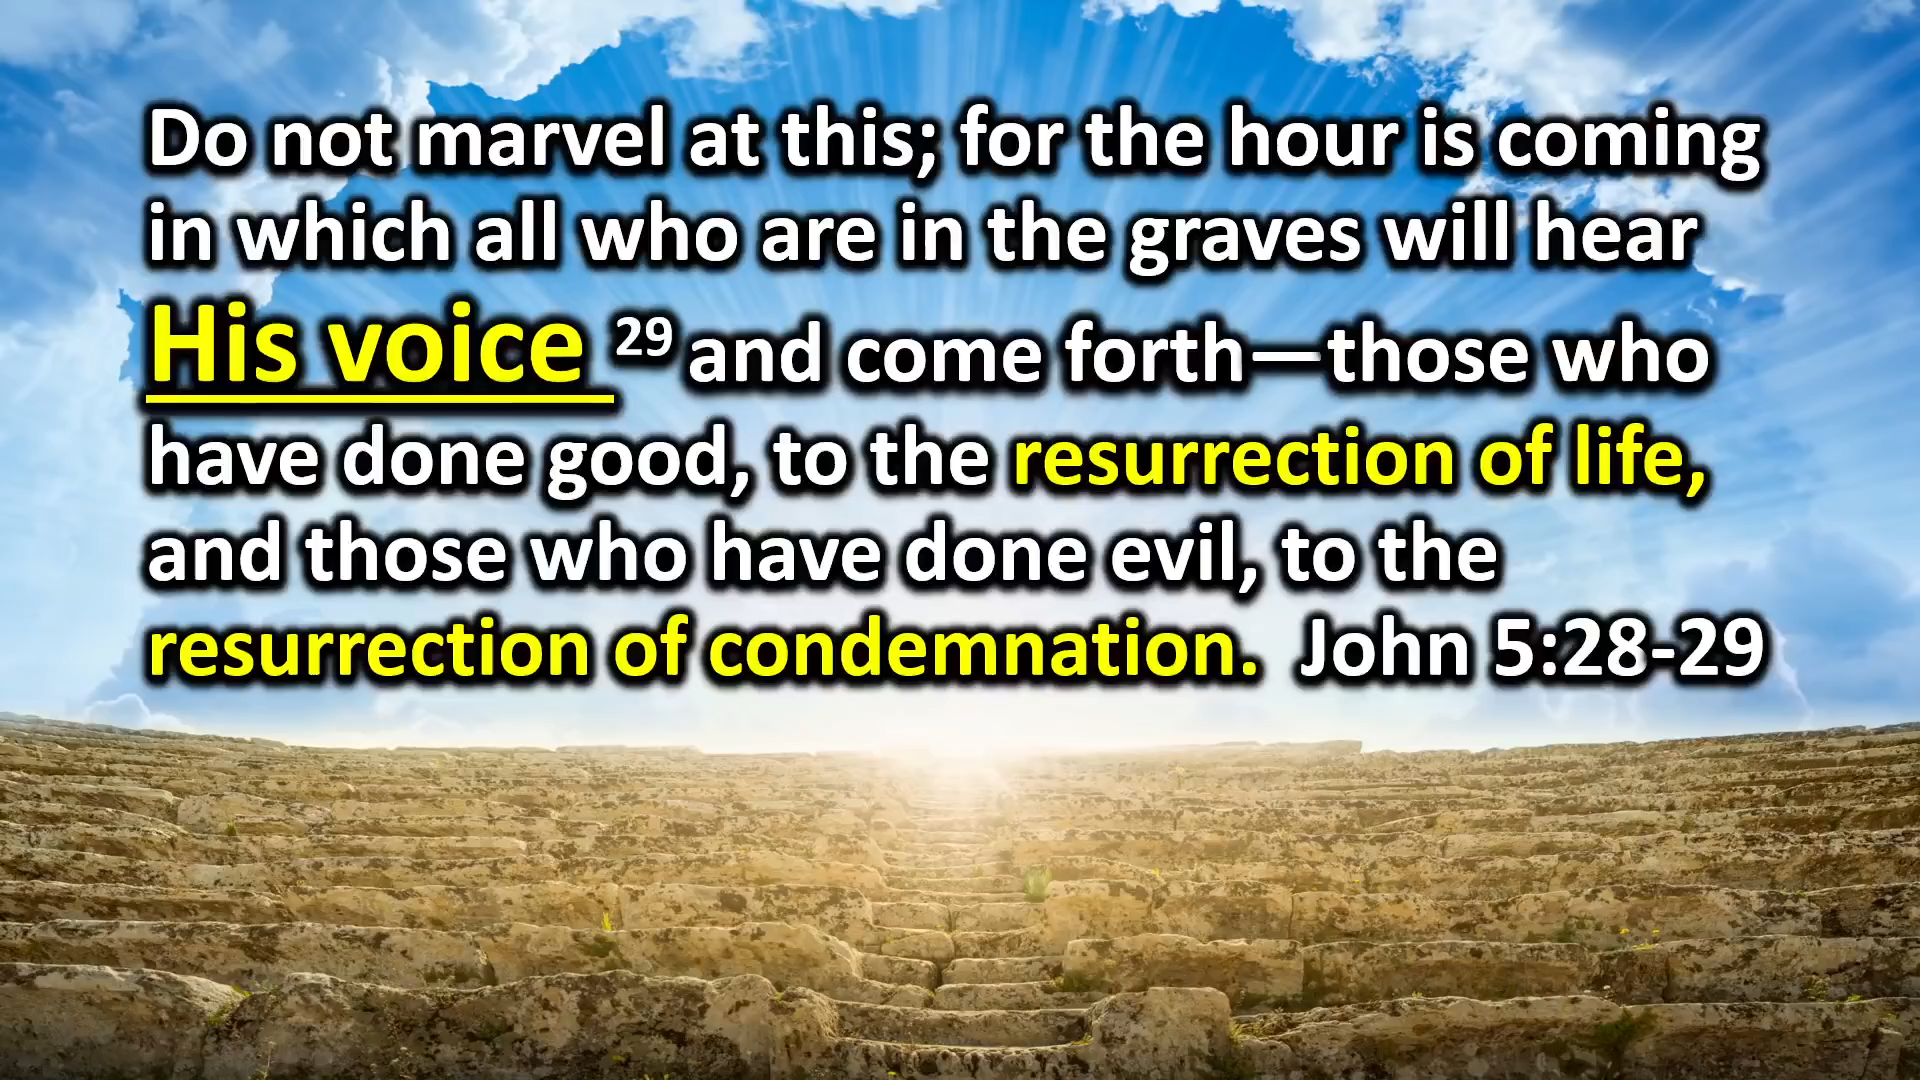 Do not marvel at this; for the hour is coming
in which all who are in the graves will hear
His voice 29 and come forth—those who
have done good, to the resurrection of life,
and those who have done evil, to the
resurrection of condemnation. John 5:28-29